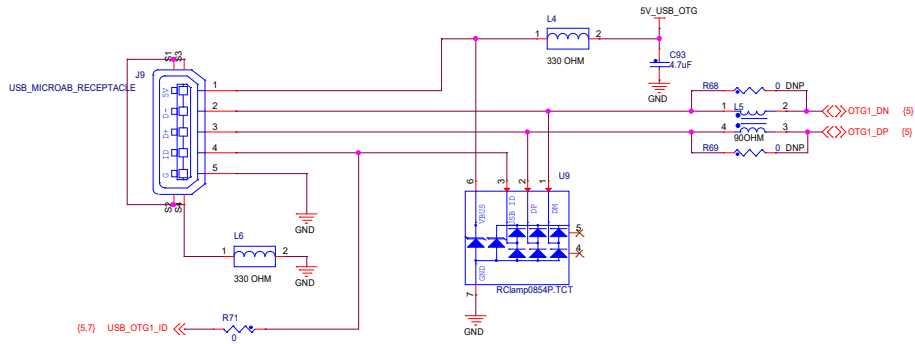 5V_USB_OTG
L4
1 2
330 OHM
C93
4.7uF
GND
S1
S3
J9
USB_MICROAB_RECEPTACLE
5V 1
D- 2
D+ 3
ID 4
G 5
S2
S4
GND
R68 0 DNP
1 L5 2
OTG1_DN {5}
4 3
90OHM
OTG1_DP {5}
R69 0 DNP
U9
6 3 2 1
VBUS
USB ID
DP
DM
5
4
GND
7
RClamp0854P.TCT
GND
L6
1 2
330 OHM
GND
{5,7} USB_OTG1_ID
R71
0